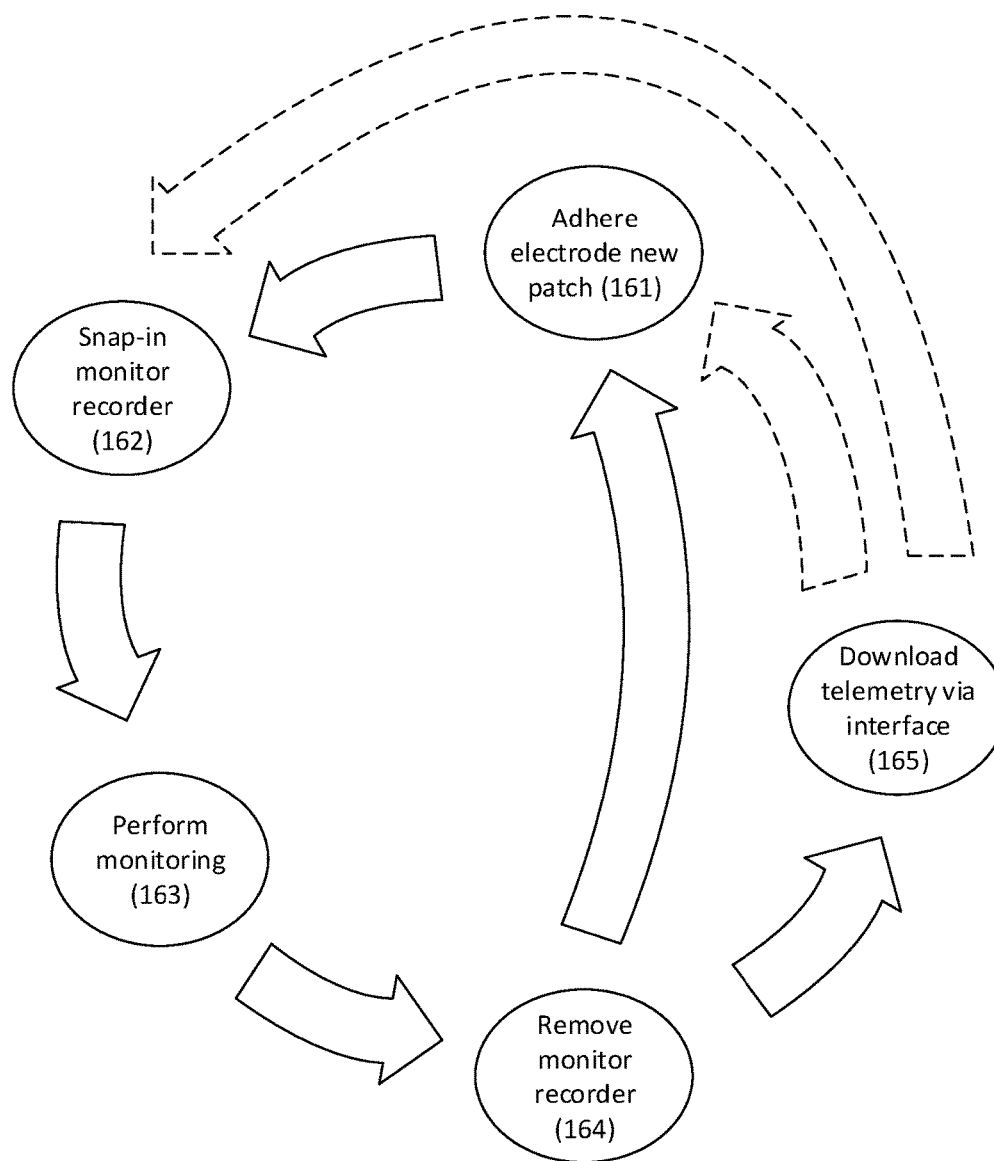 Adhere
electrode new
patch (161)
Snap-in
monitor
recorder
(162)
Perform
monitoring
(163)
Remove
monitor
recorder
(164)
Download
telemetry via
interface
(165)